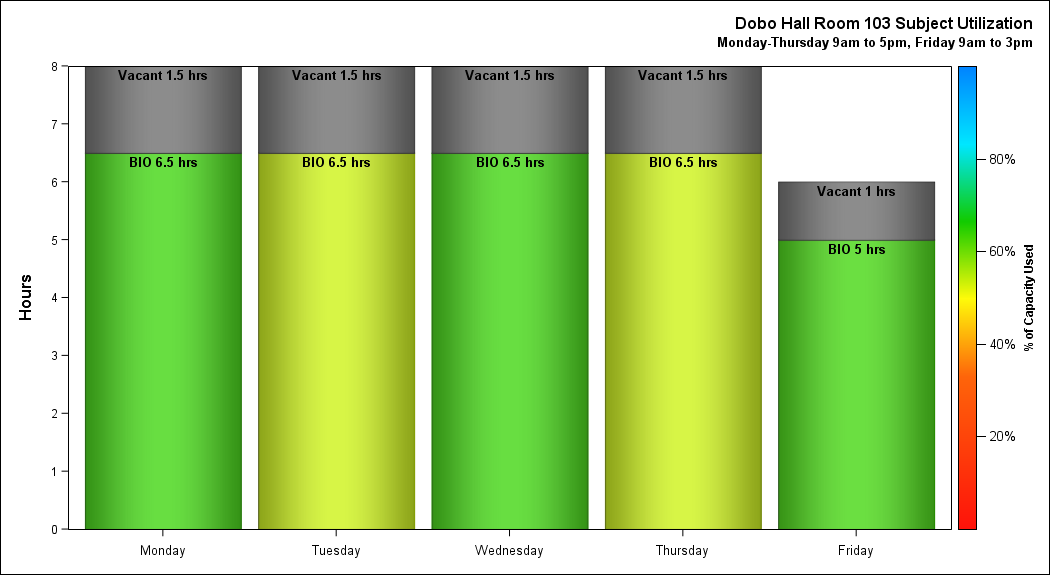 Dobo Hall Room 103 Subject Utilization
Monday-Thursday 9am to 5pm, Friday 9am to 3pm
Hours
8
7
6
5
4
3
2
1
0
Vacant 1.5 hrs
BIO 6.5 hrs
Vacant 1.5 hrs
BIO 6.5 hrs
Vacant 1.5 hrs
BIO 6.5 hrs
Vacant 1.5 hrs
BIO 6.5 hrs
Vacant 1 hrs
BIO 5 hrs
Monday
Tuesday
Wednesday
Thursday
Friday
80%
60%
40%
20%
% of Capacity Used